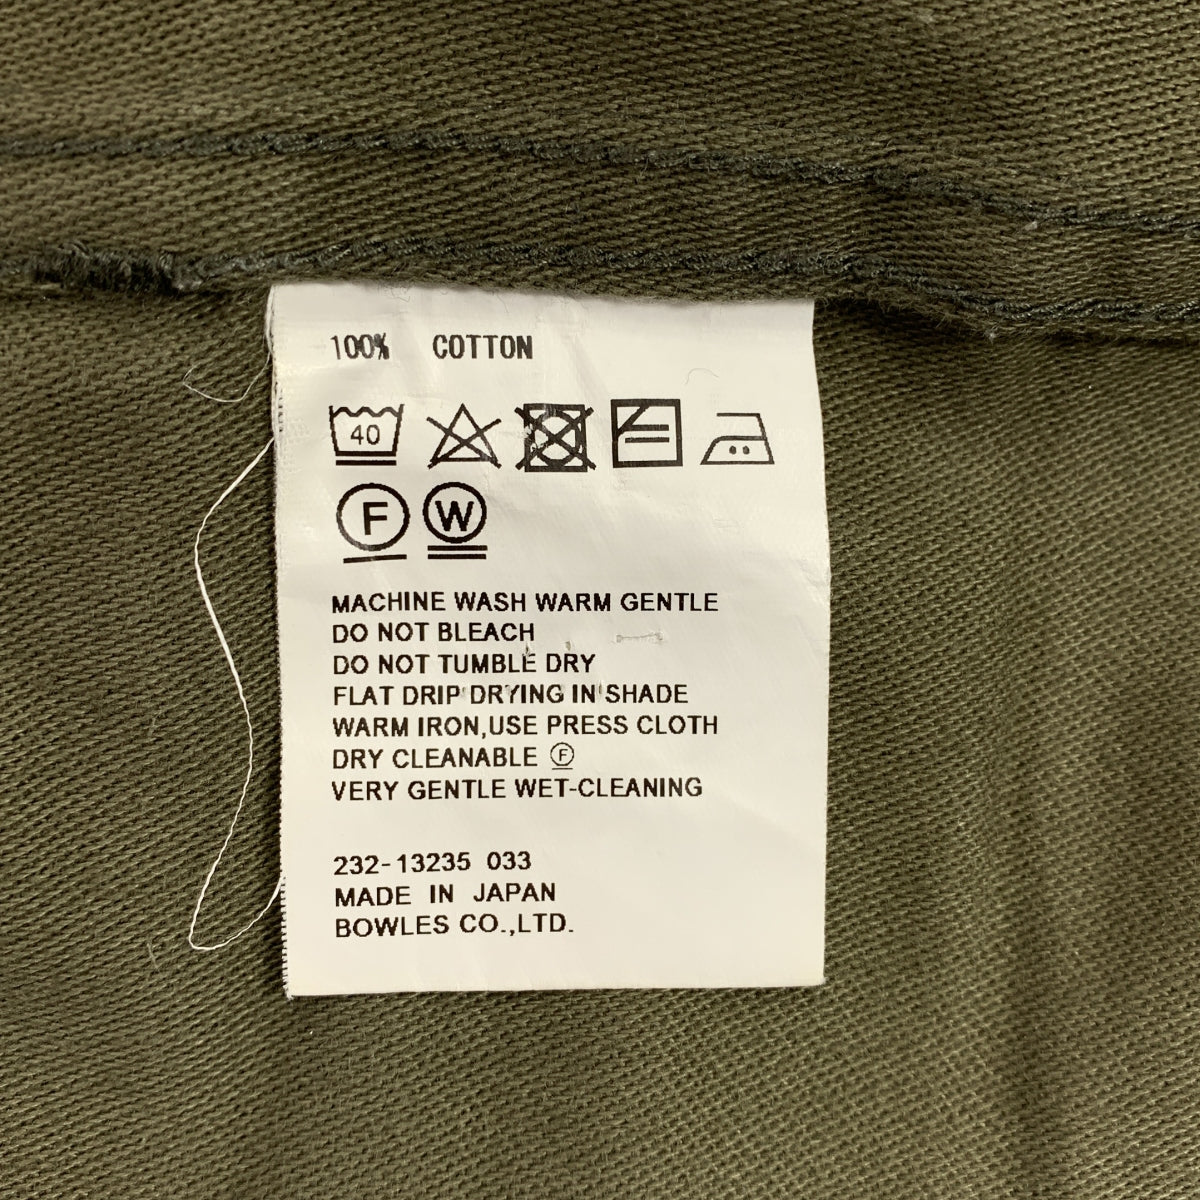 100% COTTON
40
F W
MACHINE WASH WARM GENTLE
DO NOT BLEACH
DO NOT TUMBLE DRY
FLAT DRIP DRYING IN SHADE
WARM IRON,USE PRESS CLOTH
DRY CLEANABLE Ⓕ
VERY GENTLE WET-CLEANING
232-13235 033
MADE IN JAPAN
BOWLES CO.,LTD.